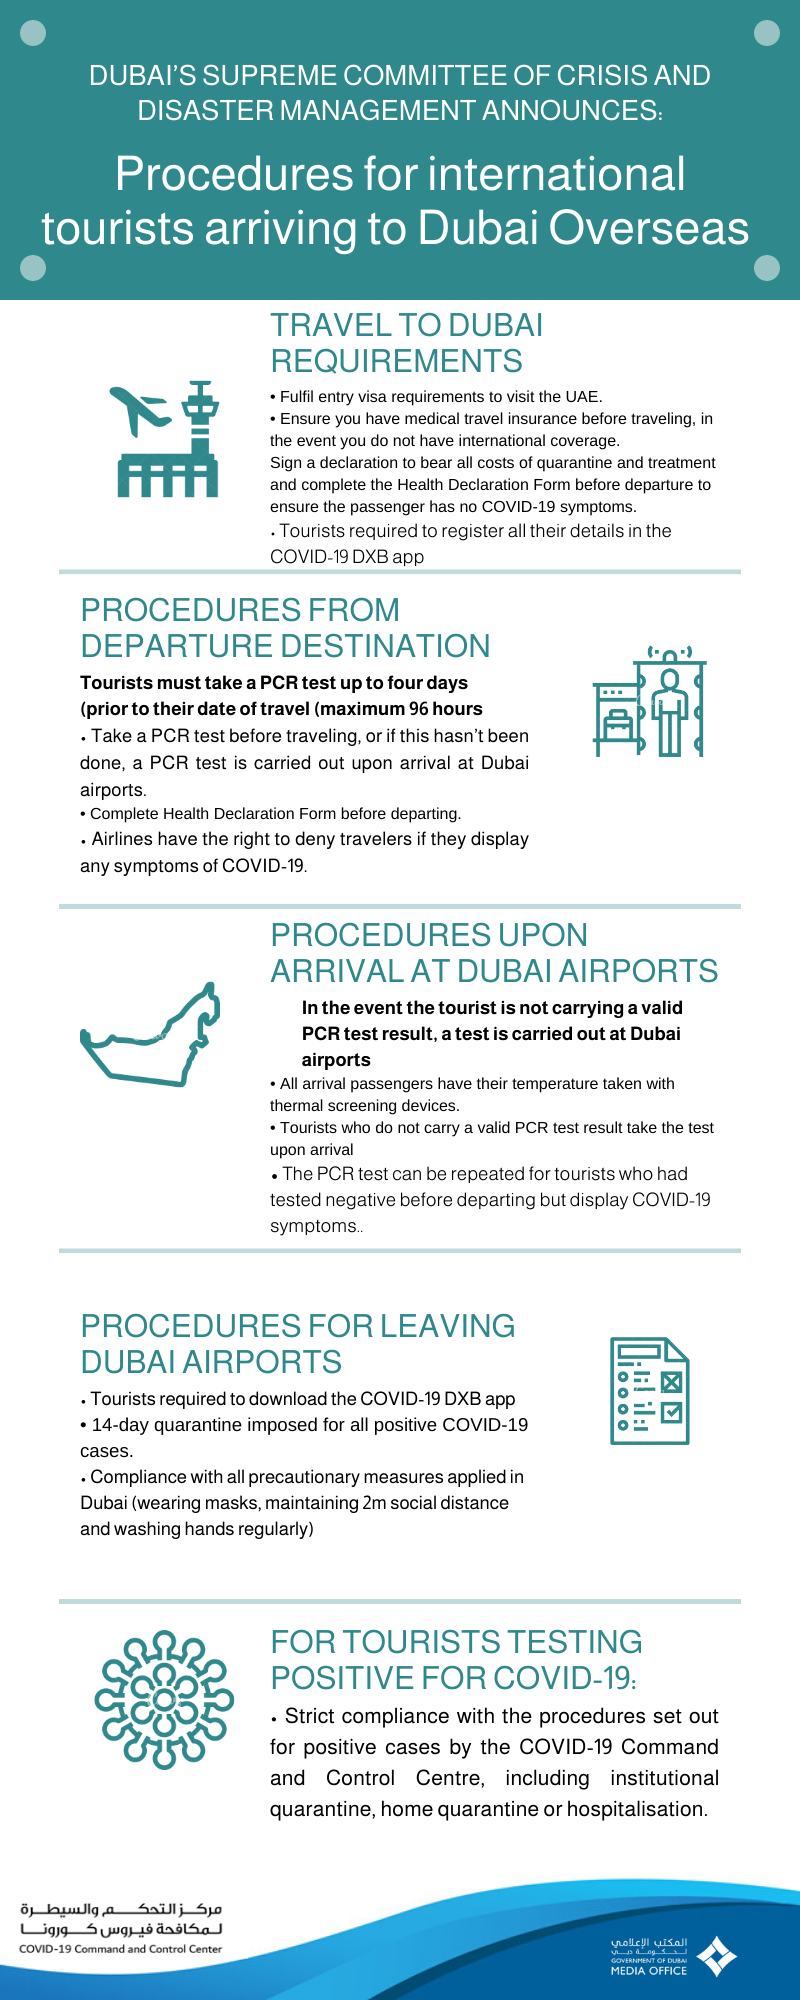 DUBAI’S SUPREME COMMITTEE OF CRISIS AND
DISASTER MANAGEMENT ANNOUNCES:
Procedures for international
tourists arriving to Dubai Overseas
TRAVEL TO DUBAI
REQUIREMENTS
• Fulfil entry visa requirements to visit the UAE.
• Ensure you have medical travel insurance before traveling, in
the event you do not have international coverage.
Sign a declaration to bear all costs of quarantine and treatment
and complete the Health Declaration Form before departure to
ensure the passenger has no COVID-19 symptoms.
• Tourists required to register all their details in the
COVID-19 DXB app
PROCEDURES FROM
DEPARTURE DESTINATION
Tourists must take a PCR test up to four days
(prior to their date of travel (maximum 96 hours
• Take a PCR test before traveling, or if this hasn’t been
done, a PCR test is carried out upon arrival at Dubai
airports.
• Complete Health Declaration Form before departing.
• Airlines have the right to deny travelers if they display
any symptoms of COVID-19.
PROCEDURES UPON
ARRIVAL AT DUBAI AIRPORTS
In the event the tourist is not carrying a valid
PCR test result, a test is carried out at Dubai
airports
• All arrival passengers have their temperature taken with
thermal screening devices.
• Tourists who do not carry a valid PCR test result take the test
upon arrival
• The PCR test can be repeated for tourists who had
tested negative before departing but display COVID-19
symptoms..
PROCEDURES FOR LEAVING
DUBAI AIRPORTS
• Tourists required to download the COVID-19 DXB app
• 14-day quarantine imposed for all positive COVID-19
cases.
• Compliance with all precautionary measures applied in
Dubai (wearing masks, maintaining 2m social distance
and washing hands regularly)
FOR TOURISTS TESTING
POSITIVE FOR COVID-19:
• Strict compliance with the procedures set out
for positive cases by the COVID-19 Command
and Control Centre, including institutional
quarantine, home quarantine or hospitalisation.
مركز التحكم والسيطرة
لمكافحة فيروس كورونا
COVID-19 Command and Control Center
المكتب الإعلامي
لحكومة دبي
GOVERNMENT OF DUBAI
MEDIA OFFICE